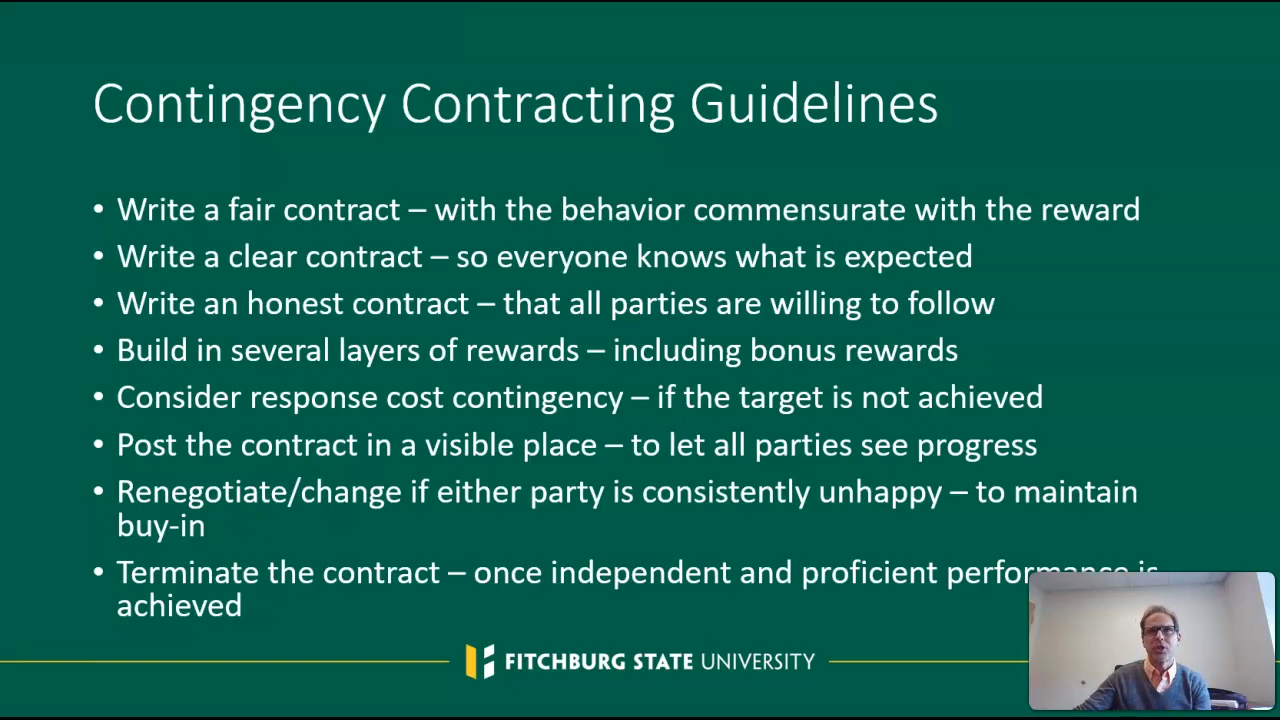 Contingency Contracting Guidelines
• Write a fair contract – with the behavior commensurate with the reward
• Write a clear contract – so everyone knows what is expected
• Write an honest contract – that all parties are willing to follow
• Build in several layers of rewards – including bonus rewards
• Consider response cost contingency – if the target is not achieved
• Post the contract in a visible place – to let all parties see progress
• Renegotiate/change if either party is consistently unhappy – to maintain
buy-in
• Terminate the contract – once independent and proficient performance is
achieved
FITCHBURG STATE UNIVERSITY